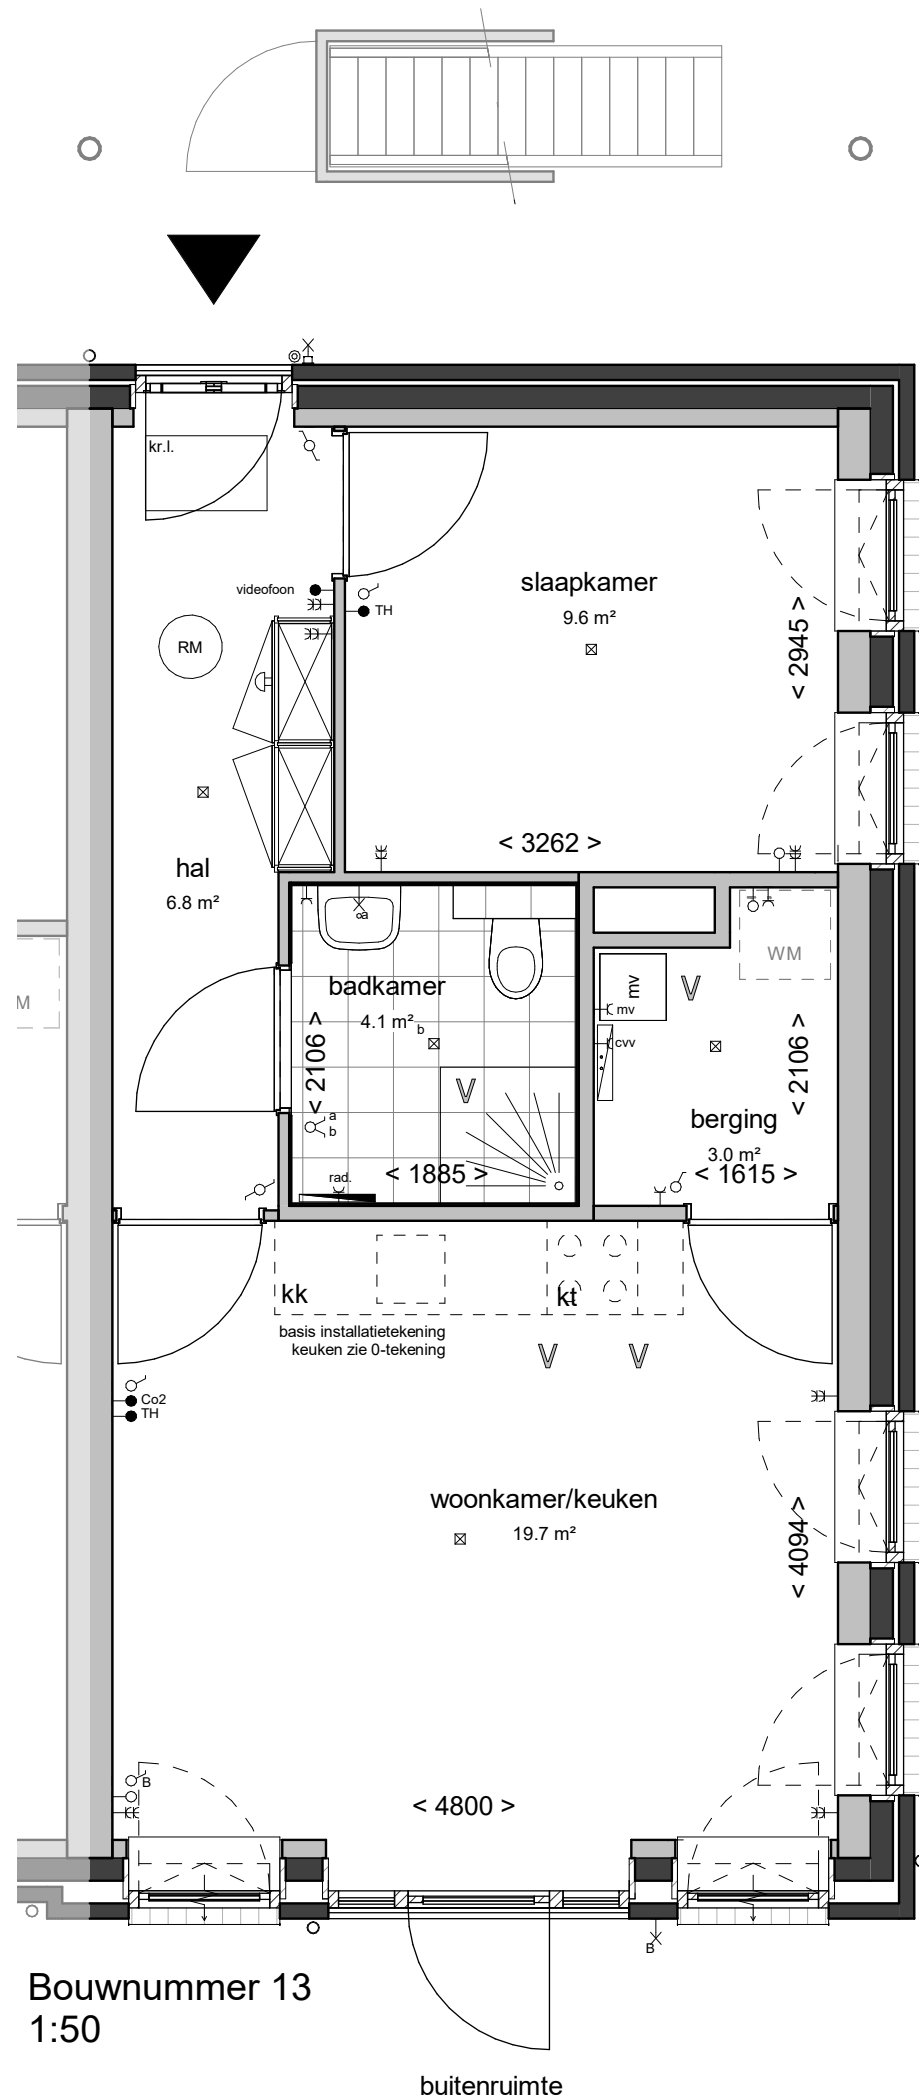 kr.l.
videofoon
TH
slaapkamer
9.6 m²
< 2945 >
RM
< 3262 >
hal
6.8 m²
a
badkamer
4.1 m²
b
< 2106 >
a
b
rad.
< 1885 >
WM
mv
V
mv
cvv
< 2106 >
berging
3.0 m²
< 1615 >
V
M
kk
kt
basis installatietekening
keuken zie 0-tekening
V
V
Co2
TH
woonkamer/keuken
19.7 m²
< 4094 >
B
< 4800 >
B
Bouwnummer 13
1:50
buitenruimte